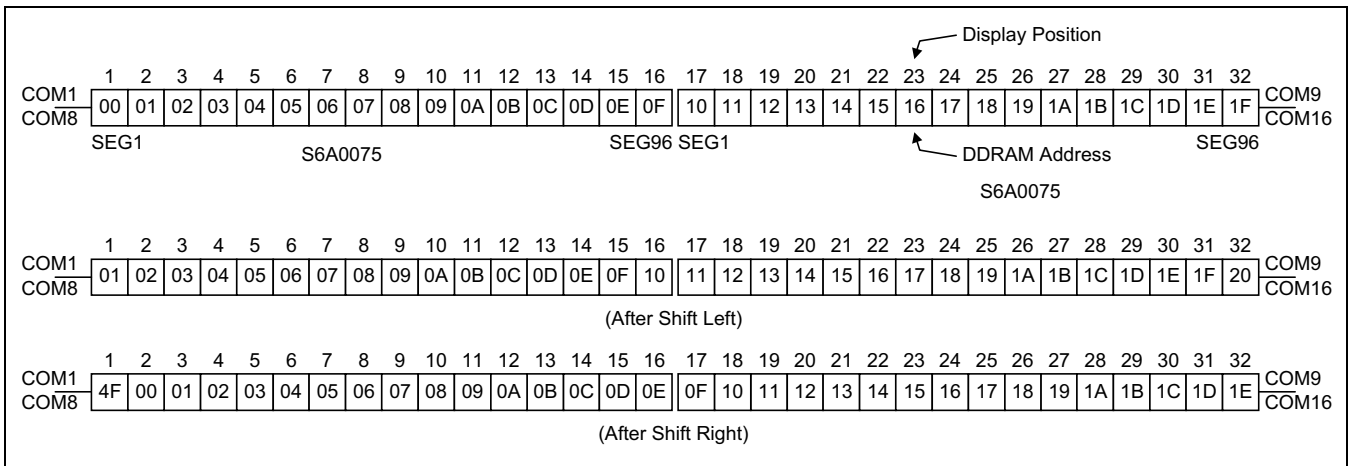 Display Position
1 2 3 4 5 6 7 8 9 10 11 12 13 14 15 16 17 18 19 20 21 22 23 24 25 26 27 28 29 30 31 32
COM1 COM9
00 01 02 03 04 05 06 07 08 09 0A 0B 0C 0D 0E 0F 10 11 12 13 14 15 16 17 18 19 1A 1B 1C 1D 1E 1F
COM8 COM16
SEG1 SEG96 SEG1 SEG96
S6A0075 DDRAM Address
S6A0075
1 2 3 4 5 6 7 8 9 10 11 12 13 14 15 16 17 18 19 20 21 22 23 24 25 26 27 28 29 30 31 32
COM1 COM9
01 02 03 04 05 06 07 08 09 0A 0B 0C 0D 0E 0F 10 11 12 13 14 15 16 17 18 19 1A 1B 1C 1D 1E 1F 20
COM8 COM16
(After Shift Left)
1 2 3 4 5 6 7 8 9 10 11 12 13 14 15 16 17 18 19 20 21 22 23 24 25 26 27 28 29 30 31 32
COM1 COM9
4F 00 01 02 03 04 05 06 07 08 09 0A 0B 0C 0D 0E 0F 10 11 12 13 14 15 16 17 18 19 1A 1B 1C 1D 1E
COM8 COM16
(After Shift Right)